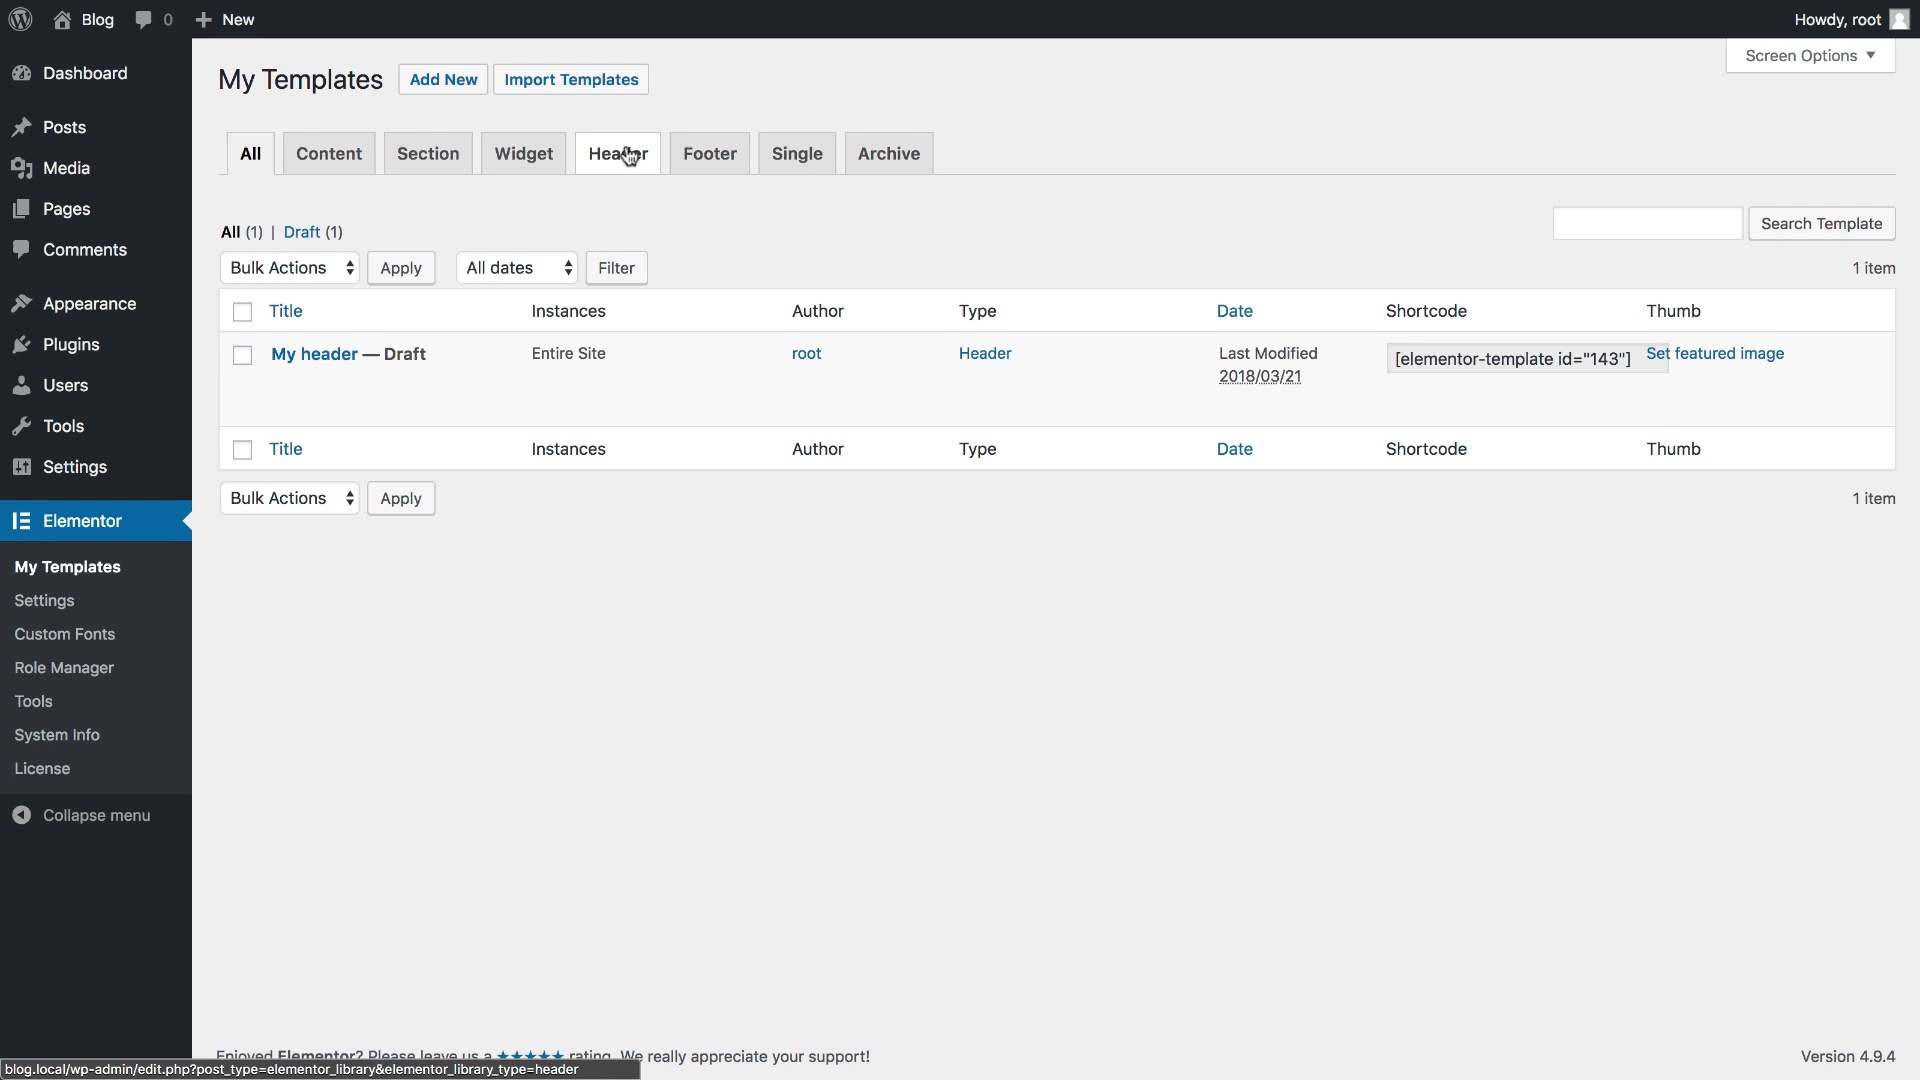 Blog 0 New Howdy, root
Screen Options
Dashboard
Posts
Media
Pages
Comments
Appearance
Plugins
Users
Tools
Settings
Elementor
My Templates
Settings
Custom Fonts
Role Manager
Tools
System Info
License
Collapse menu
My Templates Add New Import Templates
All Content Section Widget Header Footer Single Archive
All (1) | Draft (1)
Search Template
Bulk Actions Apply All dates Filter 1 item
Title Instances Author Type Date Shortcode Thumb
My header — Draft Entire Site root Header Last Modified [elementor-template id="143"] Set featured image
2018/03/21
Title Instances Author Type Date Shortcode Thumb
Bulk Actions Apply 1 item
Enjoyed Elementor? Please leave us a ★★★★★ rating. We really appreciate your support! Version 4.9.4
blog.local/wp-admin/edit.php?post_type=elementor_library&elementor_library_type=header